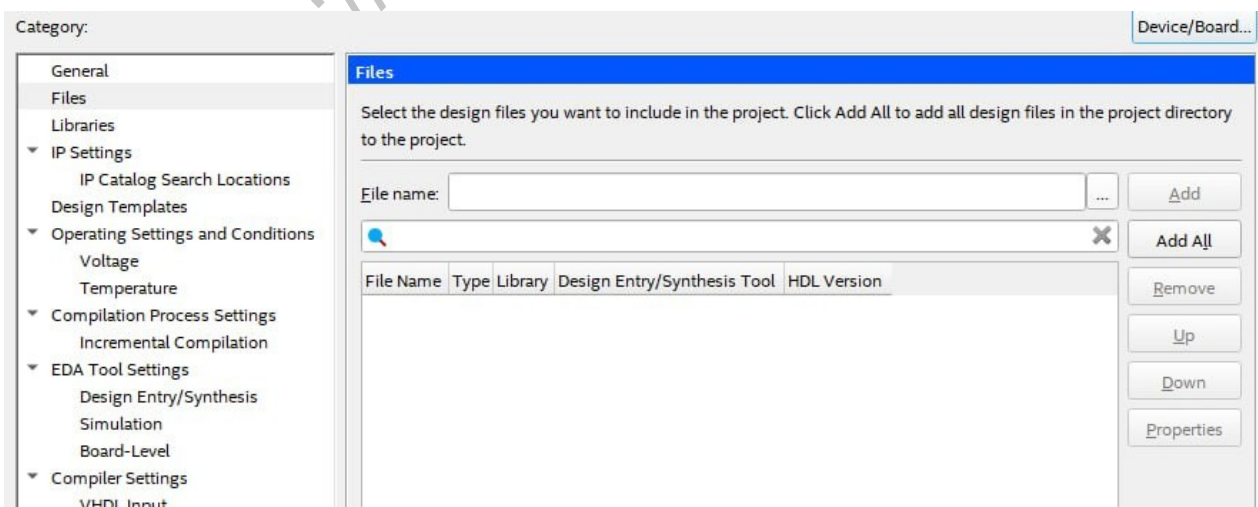 Category:
Device/Board...
General
Files
Libraries
IP Settings
IP Catalog Search Locations
Design Templates
Operating Settings and Conditions
Voltage
Temperature
Compilation Process Settings
Incremental Compilation
EDA Tool Settings
Design Entry/Synthesis
Simulation
Board-Level
Compiler Settings
VHDL Input
Files
Select the design files you want to include in the project. Click Add All to add all design files in the project directory
to the project.
File name:
...
Add
Add All
File Name Type Library Design Entry/Synthesis Tool HDL Version
Remove
Up
Down
Properties